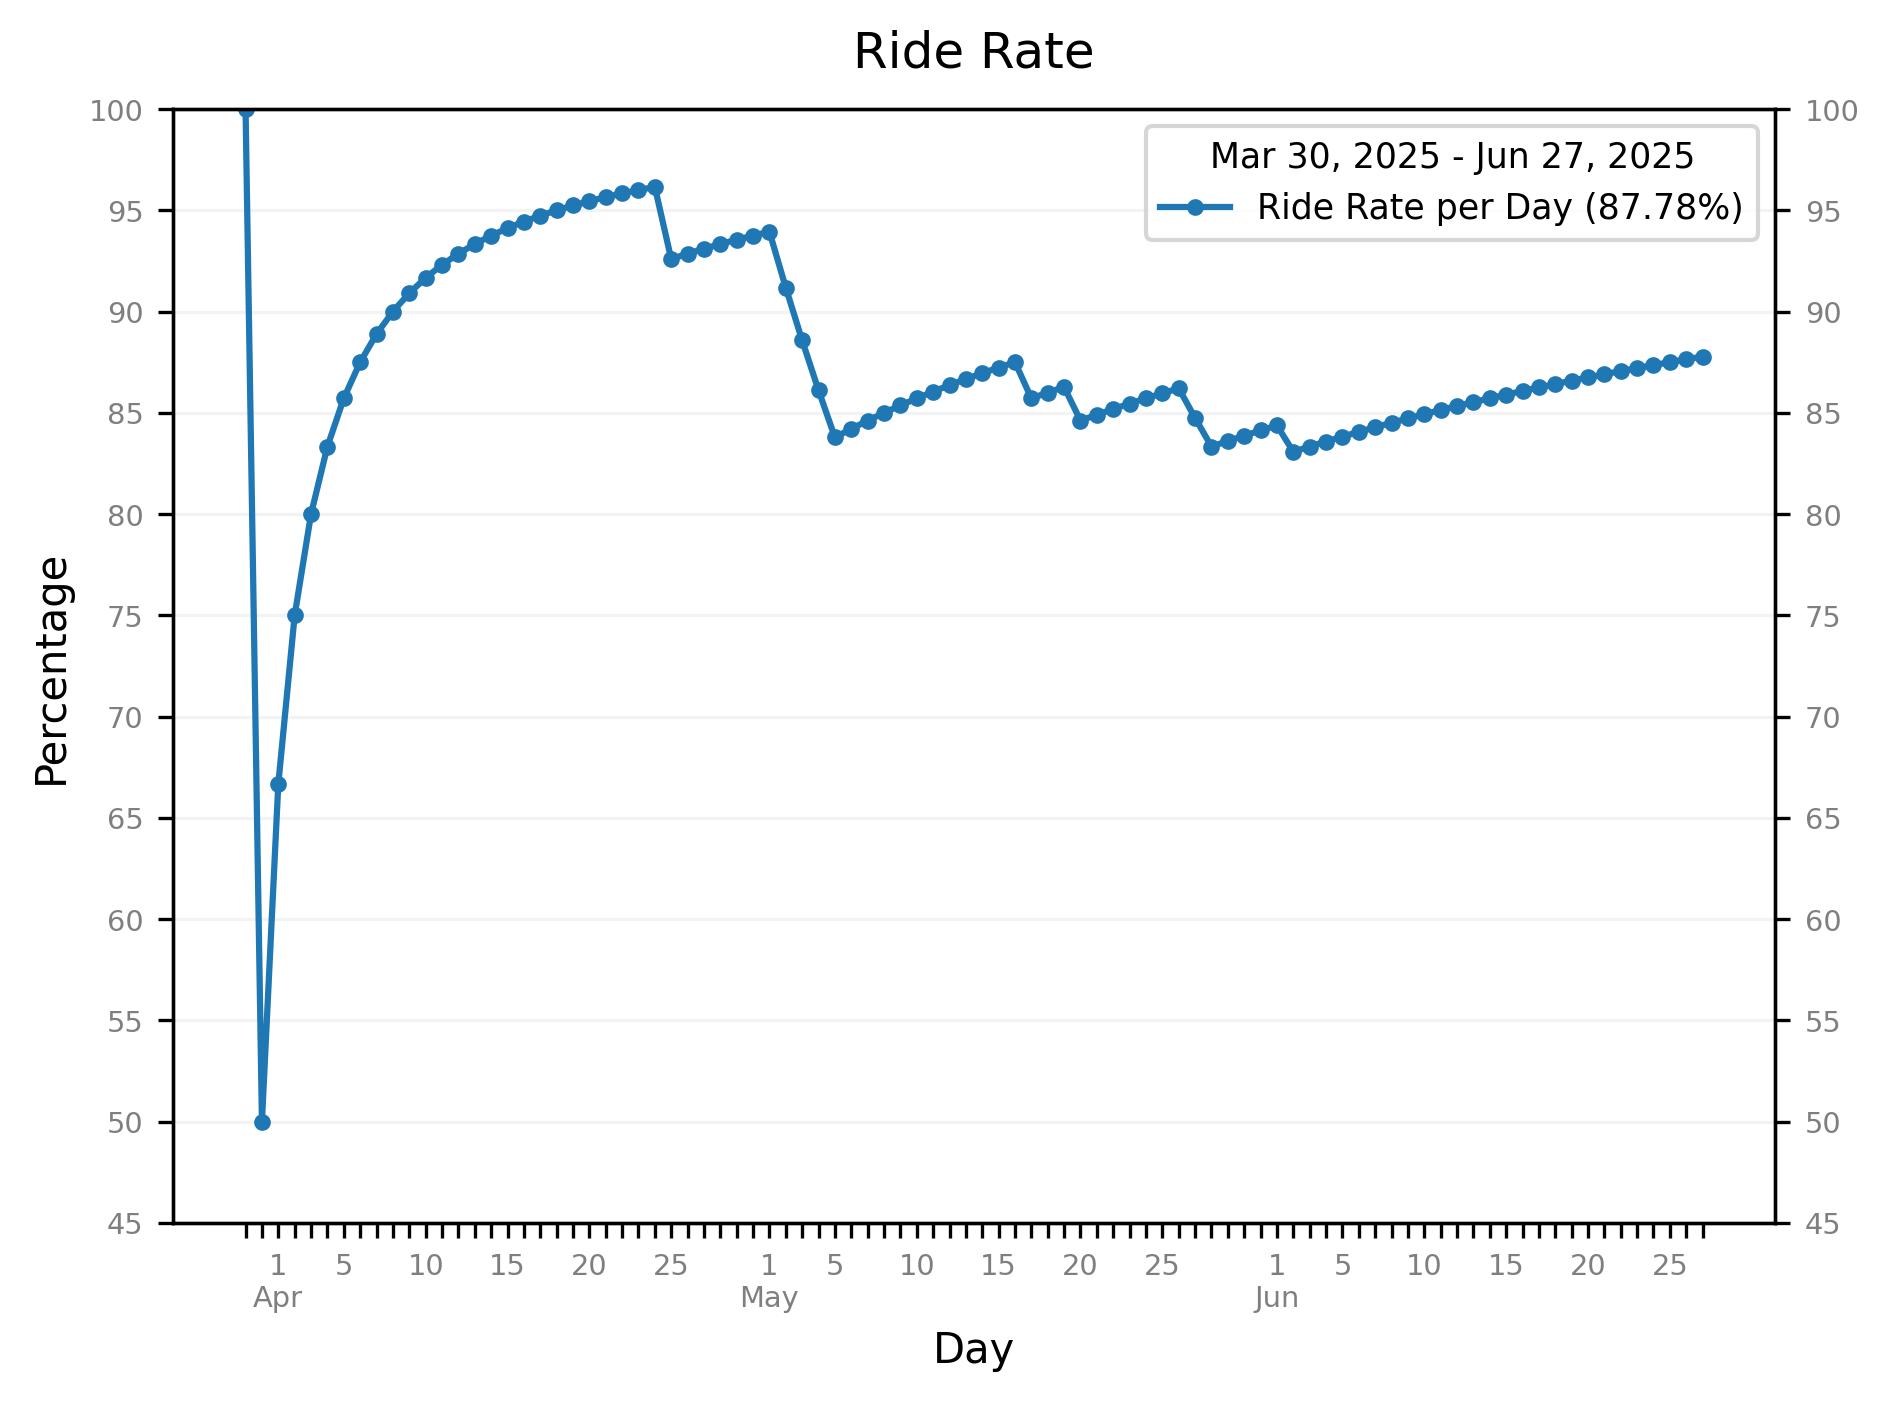 Ride Rate
Mar 30, 2025 - Jun 27, 2025
Ride Rate per Day (87.78%)
Percentage
100 100
95 95
90 90
85 85
80 80
75 75
70 70
65 65
60 60
55 55
50 50
45 45
1 5 10 15 20 25 1 5 10 15 20 25 1 5 10 15 20 25
Apr May Jun
Day